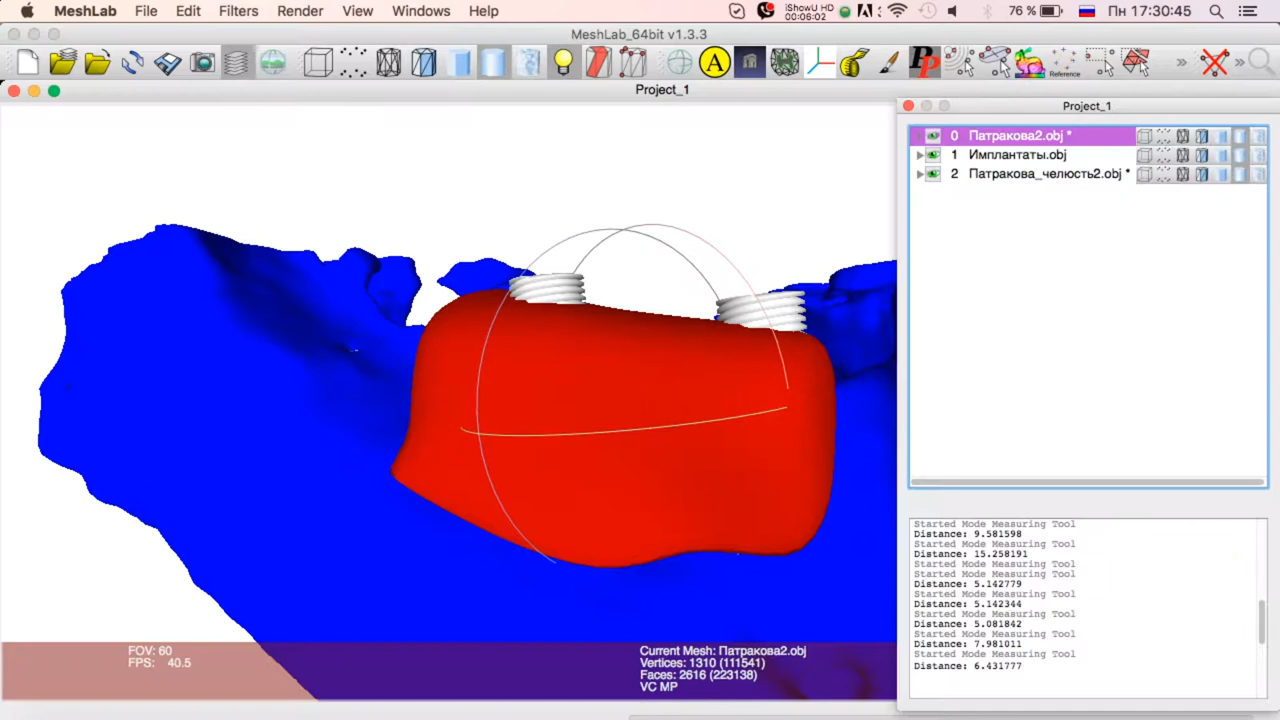 MeshLab File Edit Filters Render View Windows Help iShowU HD 00:06:02 76 % Пн 17:30:45
MeshLab_64bit v1.3.3
A Pp Reference » »
Project_1
Project_1
0 Патракова2.obj *
1 Имплантаты.obj
2 Патракова_челюсть2.obj *
Started Mode Measuring Tool
Distance: 9.581598
Started Mode Measuring Tool
Distance: 15.258191
Started Mode Measuring Tool
Started Mode Measuring Tool
Distance: 5.142779
Started Mode Measuring Tool
Distance: 5.142344
Started Mode Measuring Tool
Distance: 5.081842
Started Mode Measuring Tool
Distance: 7.981011
Started Mode Measuring Tool
Distance: 6.431777
FOV: 60
FPS: 40.5
Current Mesh: Патракова2.obj
Vertices: 1310 (111541)
Faces: 2616 (223138)
VC MP